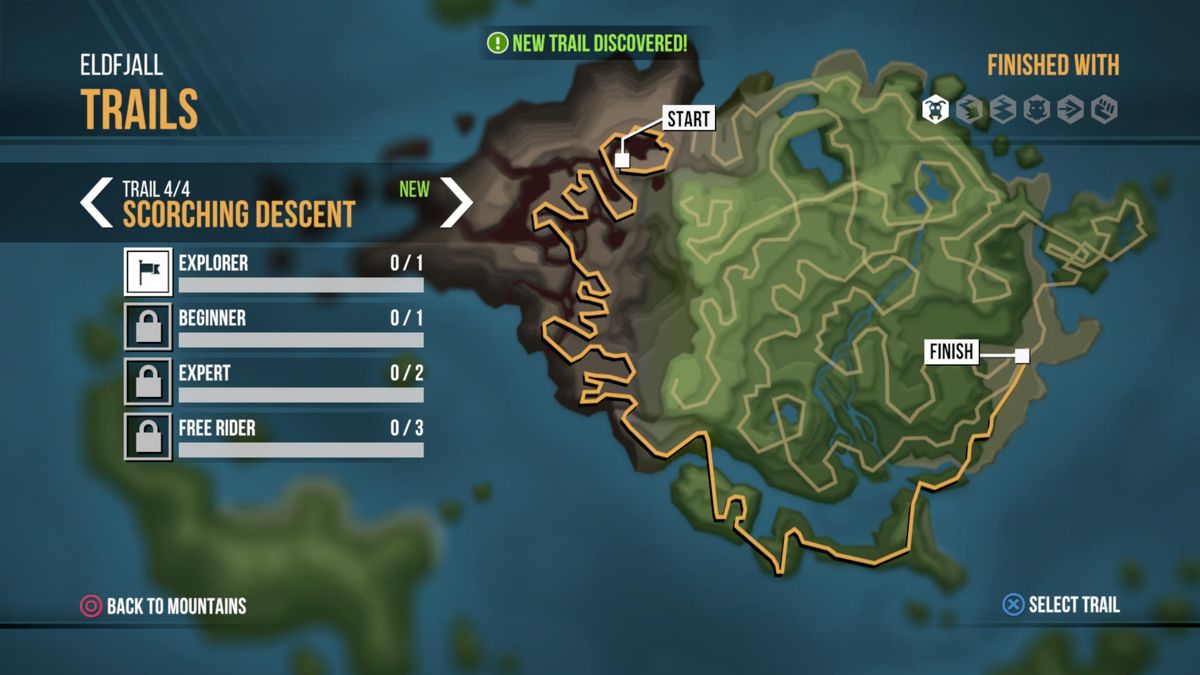 NEW TRAIL DISCOVERED!
ELDFJALL
TRAILS
FINISHED WITH
START
TRAIL 4/4
NEW
SCORCHING DESCENT
EXPLORER 0 / 1
BEGINNER 0 / 1
EXPERT 0 / 2
FREE RIDER 0 / 3
FINISH
BACK TO MOUNTAINS
SELECT TRAIL